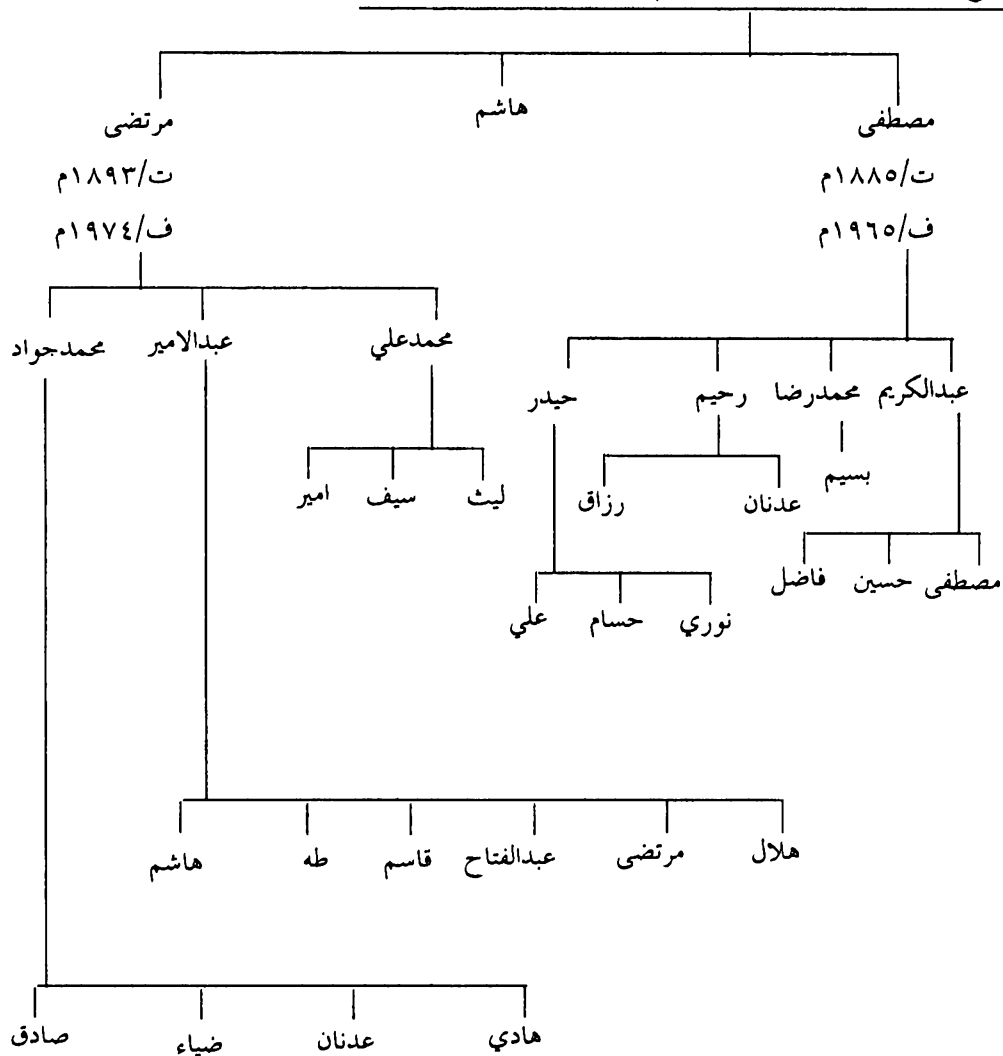 مصطفى هاشم مرتضى
ت/١٨٨٥م ت/١٨٩٣م
ف/١٩٦٥م ف/١٩٧٤م
محمدعلي عبدالامير محمدجواد
عبدالكريم محمدرضا رحيم حيدر
بسيم عدنان رزاق ليث سيف امير
مصطفى حسين فاضل
نوري حسام علي
هلال مرتضى عبدالفتاح قاسم طه هاشم
هادي عدنان ضياء صادق